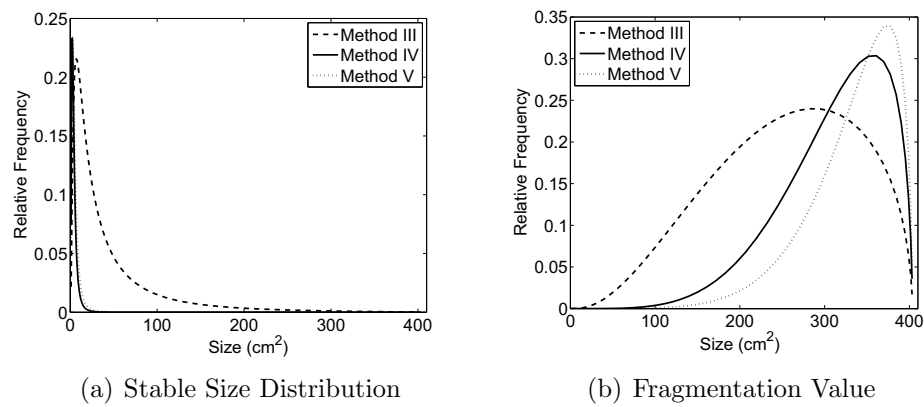 0.25
0.2
0.15
0.1
0.05
0
Relative Frequency
Method III
Method IV
Method V
0 100 200 300 400
Size (cm²)
(a) Stable Size Distribution
0.35
0.3
0.25
0.2
0.15
0.1
0.05
0
Relative Frequency
Method III
Method IV
Method V
0 100 200 300 400
Size (cm²)
(b) Fragmentation Value